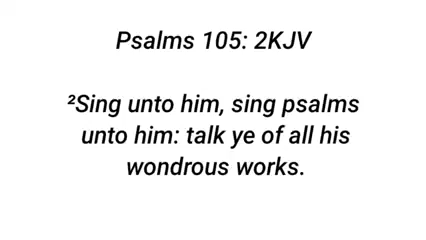 Psalms 105: 2KJV
²Sing unto him, sing psalms
unto him: talk ye of all his
wondrous works.